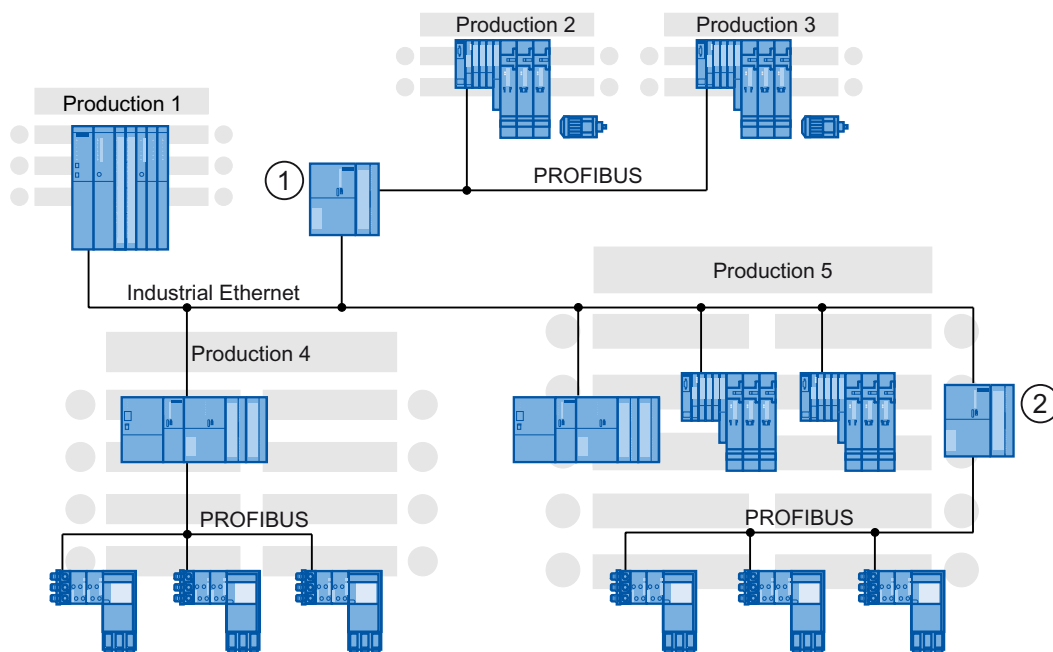 Production 2
Production 3
Production 1
1
PROFIBUS
Production 5
Industrial Ethernet
Production 4
2
PROFIBUS
PROFIBUS